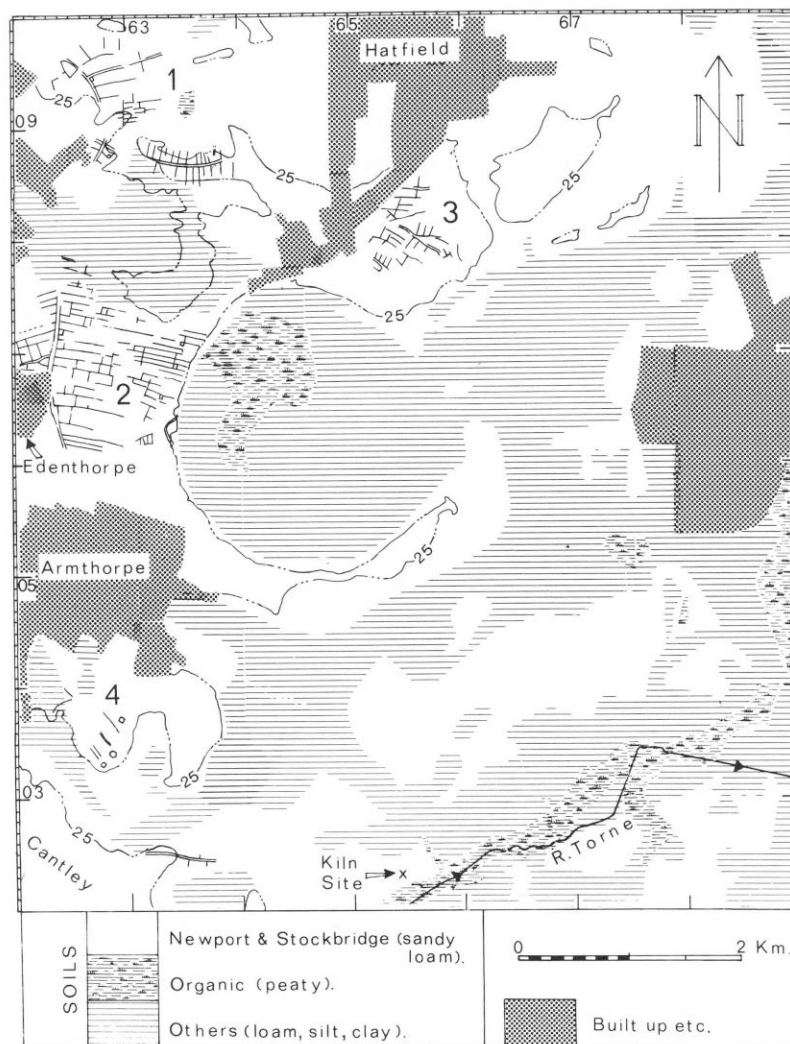 63
65
67
Hatfield
N
1
25
09
25
25
3
25
2
Edenthorpe
Armthorpe
25
05
4
25
03
25
Cantley
Kiln
Site
x
R. Torne
SOILS
Newport & Stockbridge (sandy
loam).
Organic (peaty).
Others (loam, silt, clay).
0 2 Km.
Built up etc.